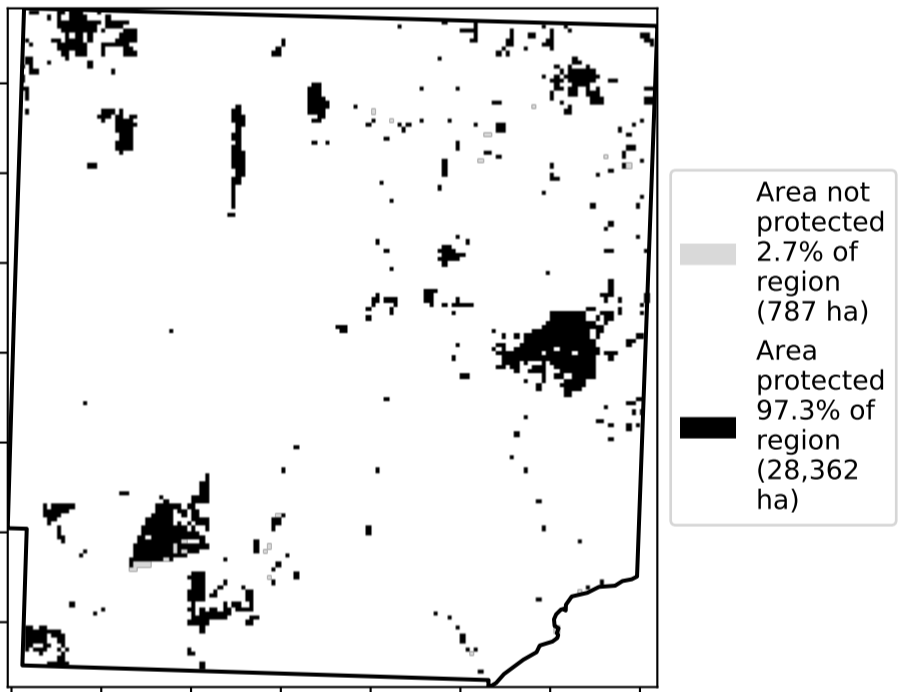 Area not
protected
2.7% of
region
(787 ha)
Area
protected
97.3% of
region
(28,362
ha)